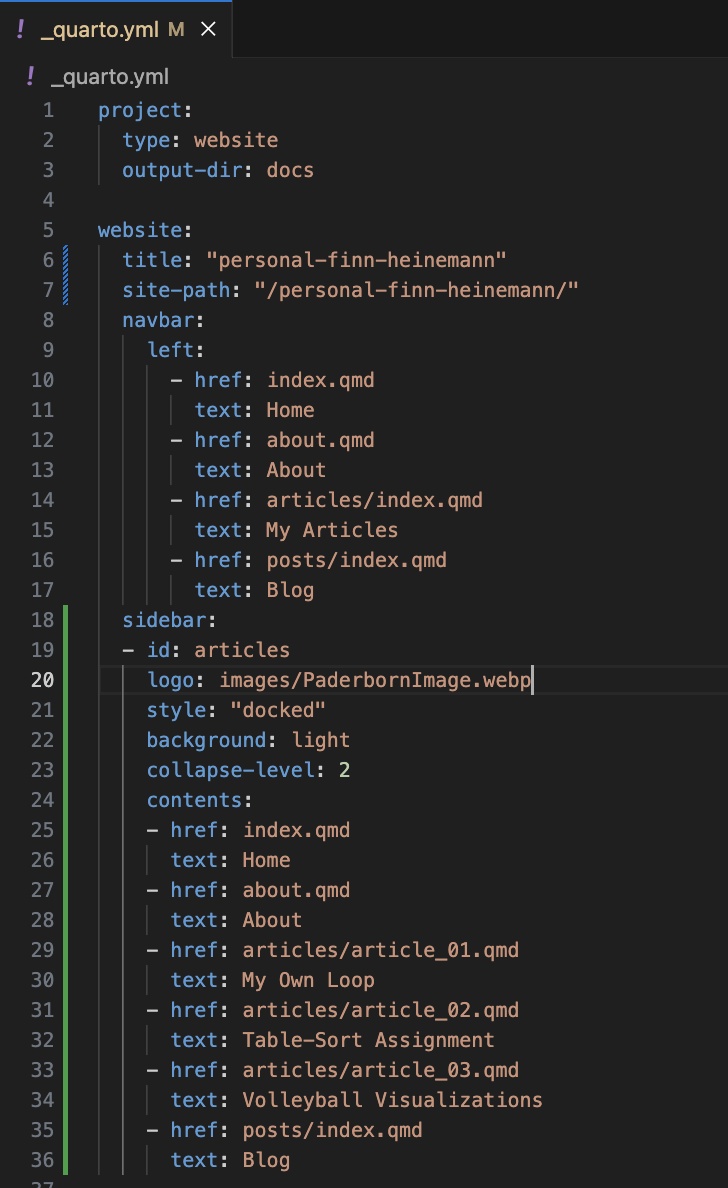 ! _quarto.yml M ×
! _quarto.yml
1 project:
2   type: website
3   output-dir: docs
4
5 website:
6   title: "personal-finn-heinemann"
7   site-path: "/personal-finn-heinemann/"
8   navbar:
9     left:
10       - href: index.qmd
11         text: Home
12       - href: about.qmd
13         text: About
14       - href: articles/index.qmd
15         text: My Articles
16       - href: posts/index.qmd
17         text: Blog
18   sidebar:
19   - id: articles
20     logo: images/PaderbornImage.webp
21     style: "docked"
22     background: light
23     collapse-level: 2
24     contents:
25     - href: index.qmd
26       text: Home
27     - href: about.qmd
28       text: About
29     - href: articles/article_01.qmd
30       text: My Own Loop
31     - href: articles/article_02.qmd
32       text: Table-Sort Assignment
33     - href: articles/article_03.qmd
34       text: Volleyball Visualizations
35     - href: posts/index.qmd
36       text: Blog
37